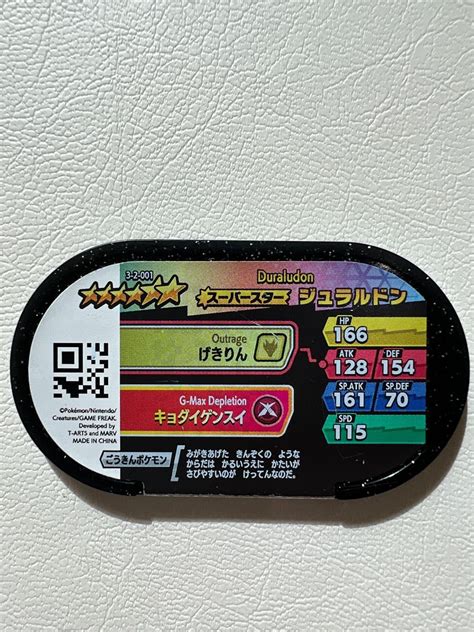 3-2-001
Duraludon
スーパースター ジュラルドン
HP
166
Outrage
げきりん
ATK
128
DEF
154
G-Max Depletion
キョダイゲンスイ
SP.ATK
161
SP.DEF
70
SPD
115
©Pokémon/Nintendo/
Creatures/GAME FREAK.
Developed by
T-ARTS and MARV
MADE IN CHINA
ごうきんポケモン
みがきあげた きんぞくの ような
からだは かるいうえに かたいが
さびやすいのが けってんなのだ。